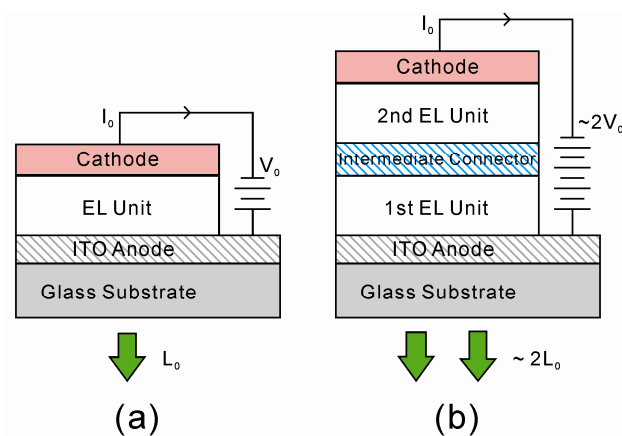 I₀
Cathode
V₀
EL Unit
ITO Anode
Glass Substrate
L₀
(a)
I₀
Cathode
2nd EL Unit
~2V₀
Intermediate Connector
1st EL Unit
ITO Anode
Glass Substrate
~ 2L₀
(b)